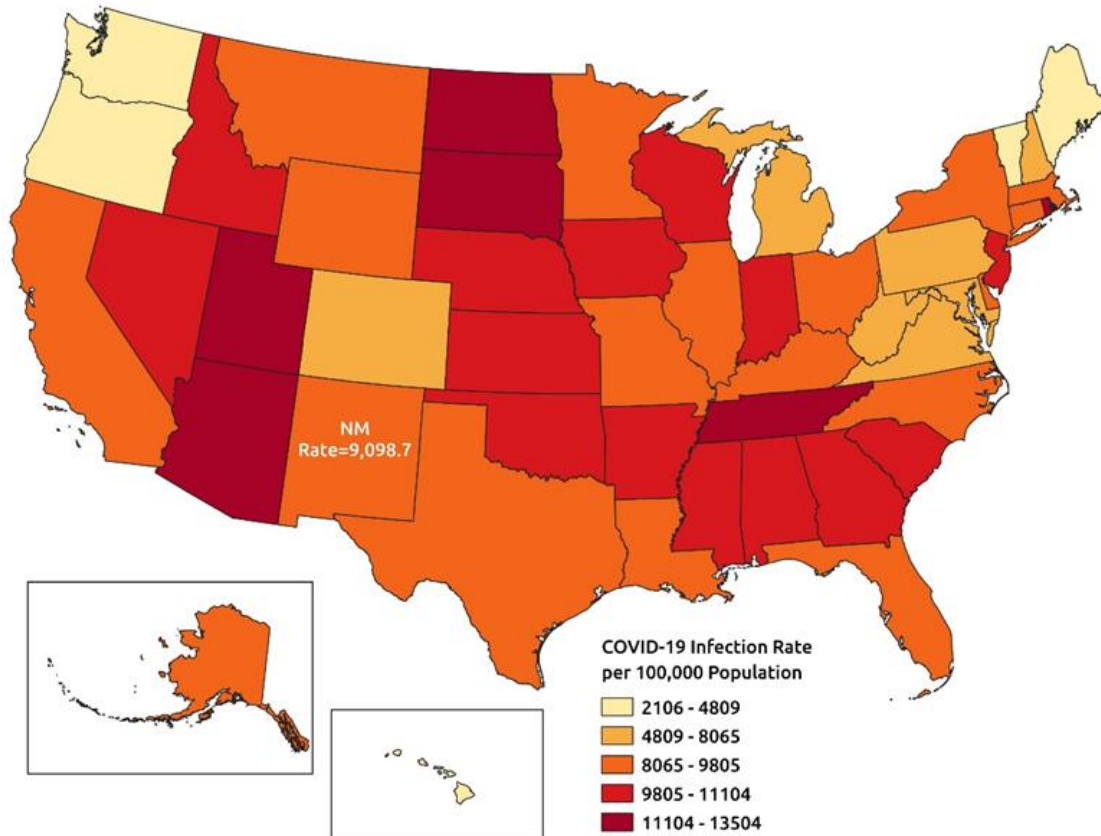 NM
Rate=9,098.7
COVID-19 Infection Rate
per 100,000 Population
2106 - 4809
4809 - 8065
8065 - 9805
9805 - 11104
11104 - 13504